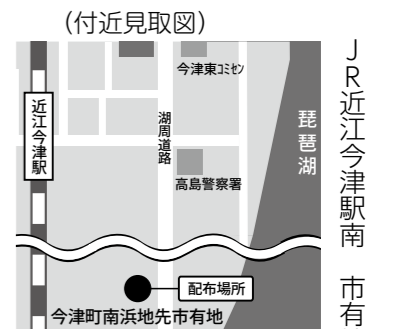 （付近見取図）
今津東コミセン
近江今津駅
湖周道路
琵琶湖
高島警察署
配布場所
今津町南浜地先市有地
ＪＲ近江今津駅南　市有